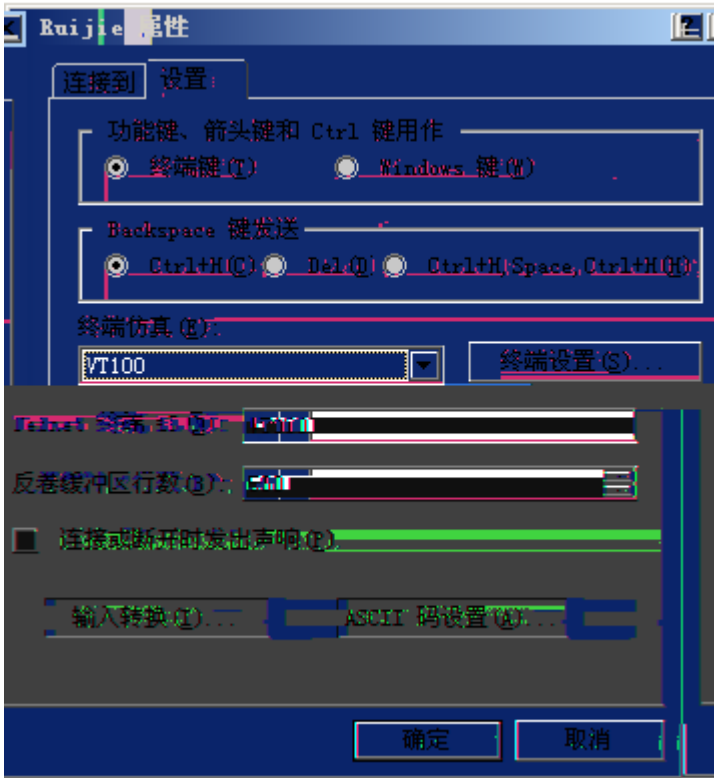 Ruijie 属性
连接到 设置
功能键、箭头键和 Ctrl 键用作
终端键(T) Windows 键(W)
Backspace 键发送
Ctrl+H(C) Del(D) Ctrl+H,Space,Ctrl+H(H)
终端仿真(E):
VT100 终端设置(S)...
Telnet 终端
反卷缓冲区行数(B):
连接或断开时发出声响(P)
输入转换(I)... ASCII 码设置(A)...
确定 取消